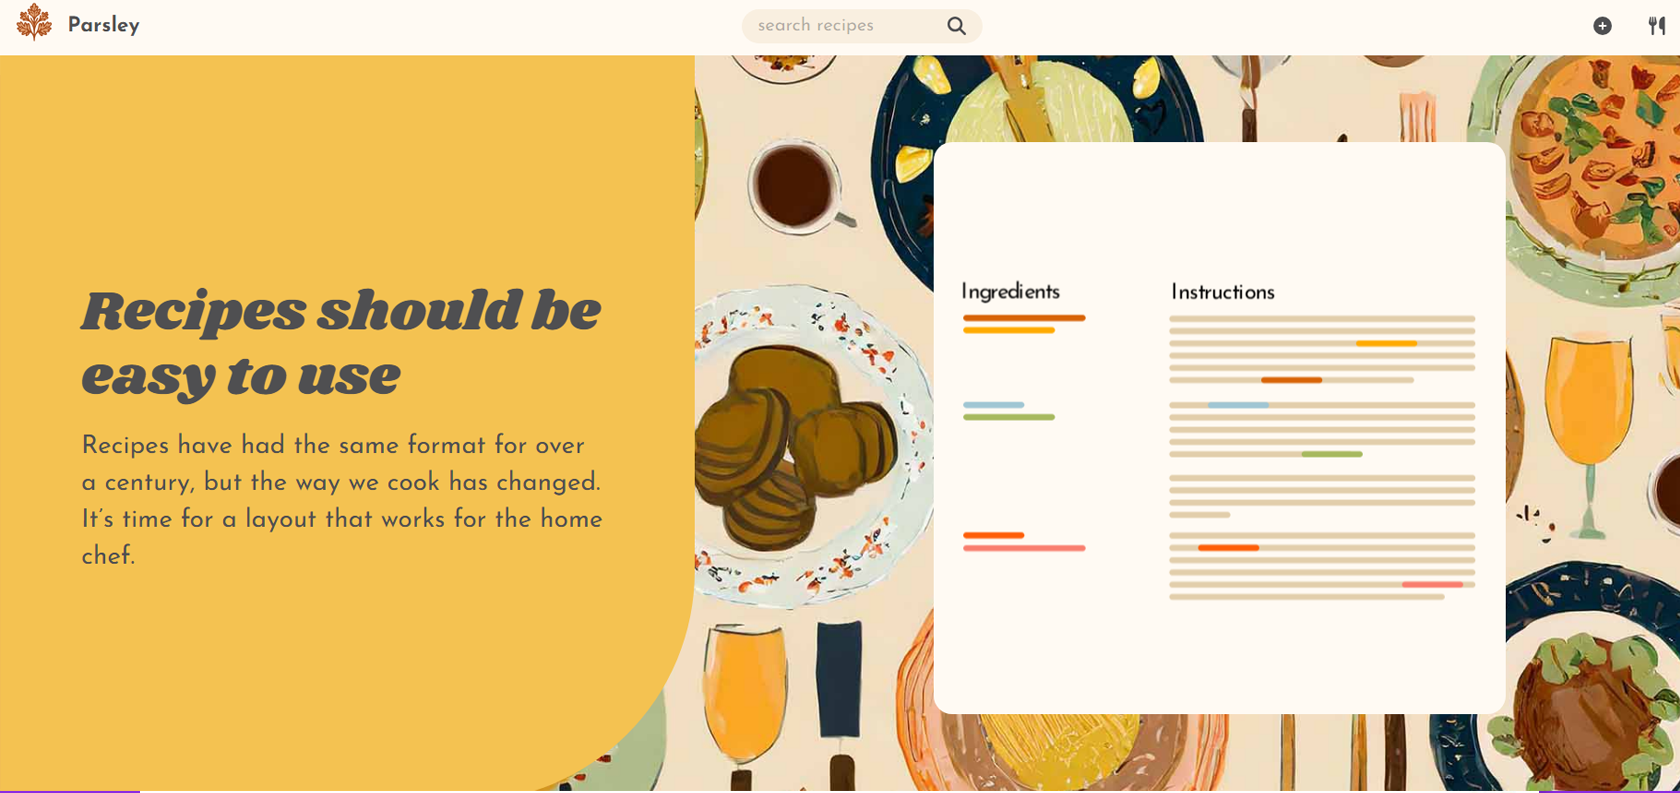 Parsley
search recipes
Recipes should be
easy to use
Recipes have had the same format for over
a century, but the way we cook has changed.
It's time for a layout that works for the home
chef.
Ingredients
Instructions